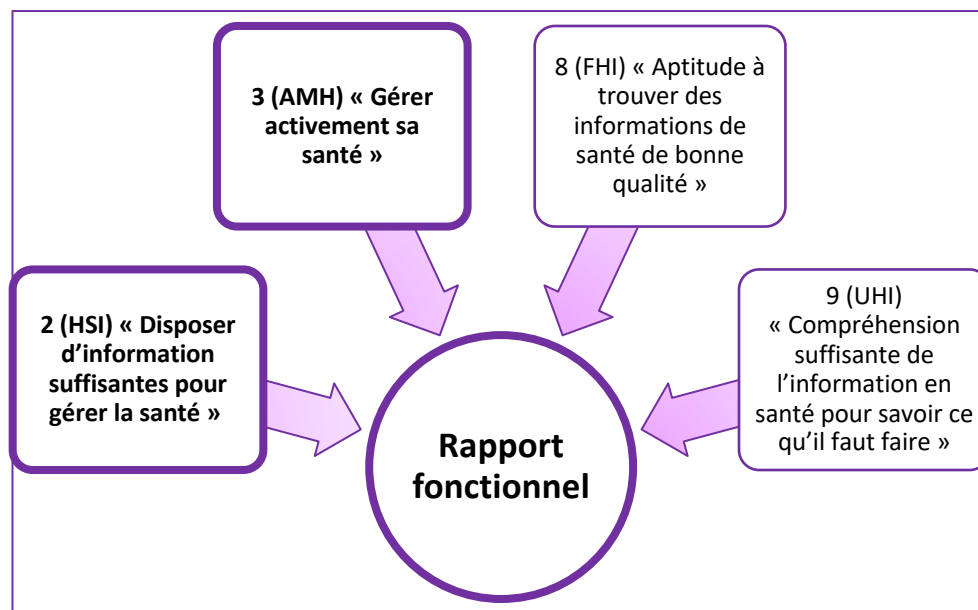 3 (AMH) « Gérer
activement sa
santé »
8 (FHI) « Aptitude à
trouver des
informations de
santé de bonne
qualité »
2 (HSI) « Disposer
d’information
suffisantes pour
gérer la santé »
9 (UHI)
« Compréhension
suffisante de
l’information en
santé pour savoir ce
qu’il faut faire »
Rapport
fonctionnel